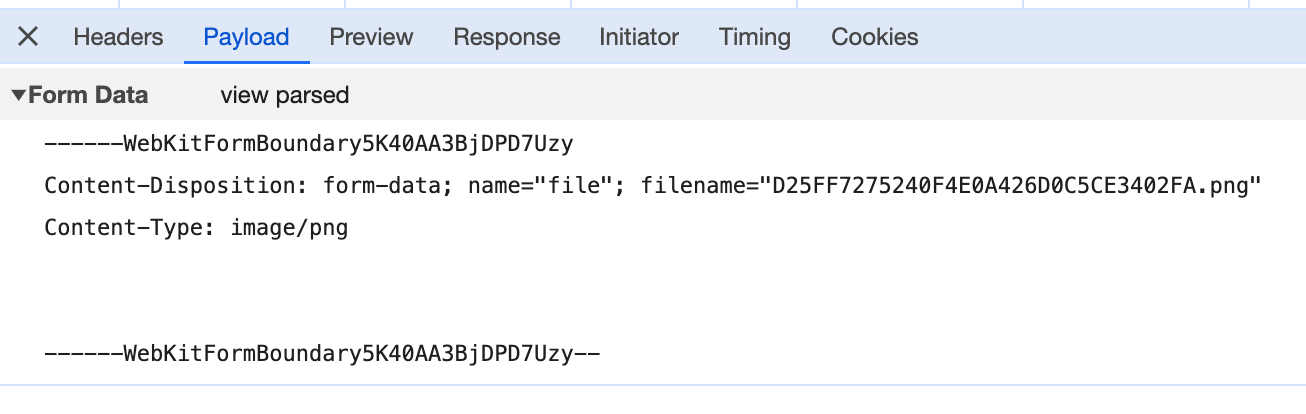 Headers Payload Preview Response Initiator Timing Cookies
Form Data view parsed
------WebKitFormBoundary5K40AA3BjDPD7Uzy
Content-Disposition: form-data; name="file"; filename="D25FF7275240F4E0A426D0C5CE3402FA.png"
Content-Type: image/png
------WebKitFormBoundary5K40AA3BjDPD7Uzy--